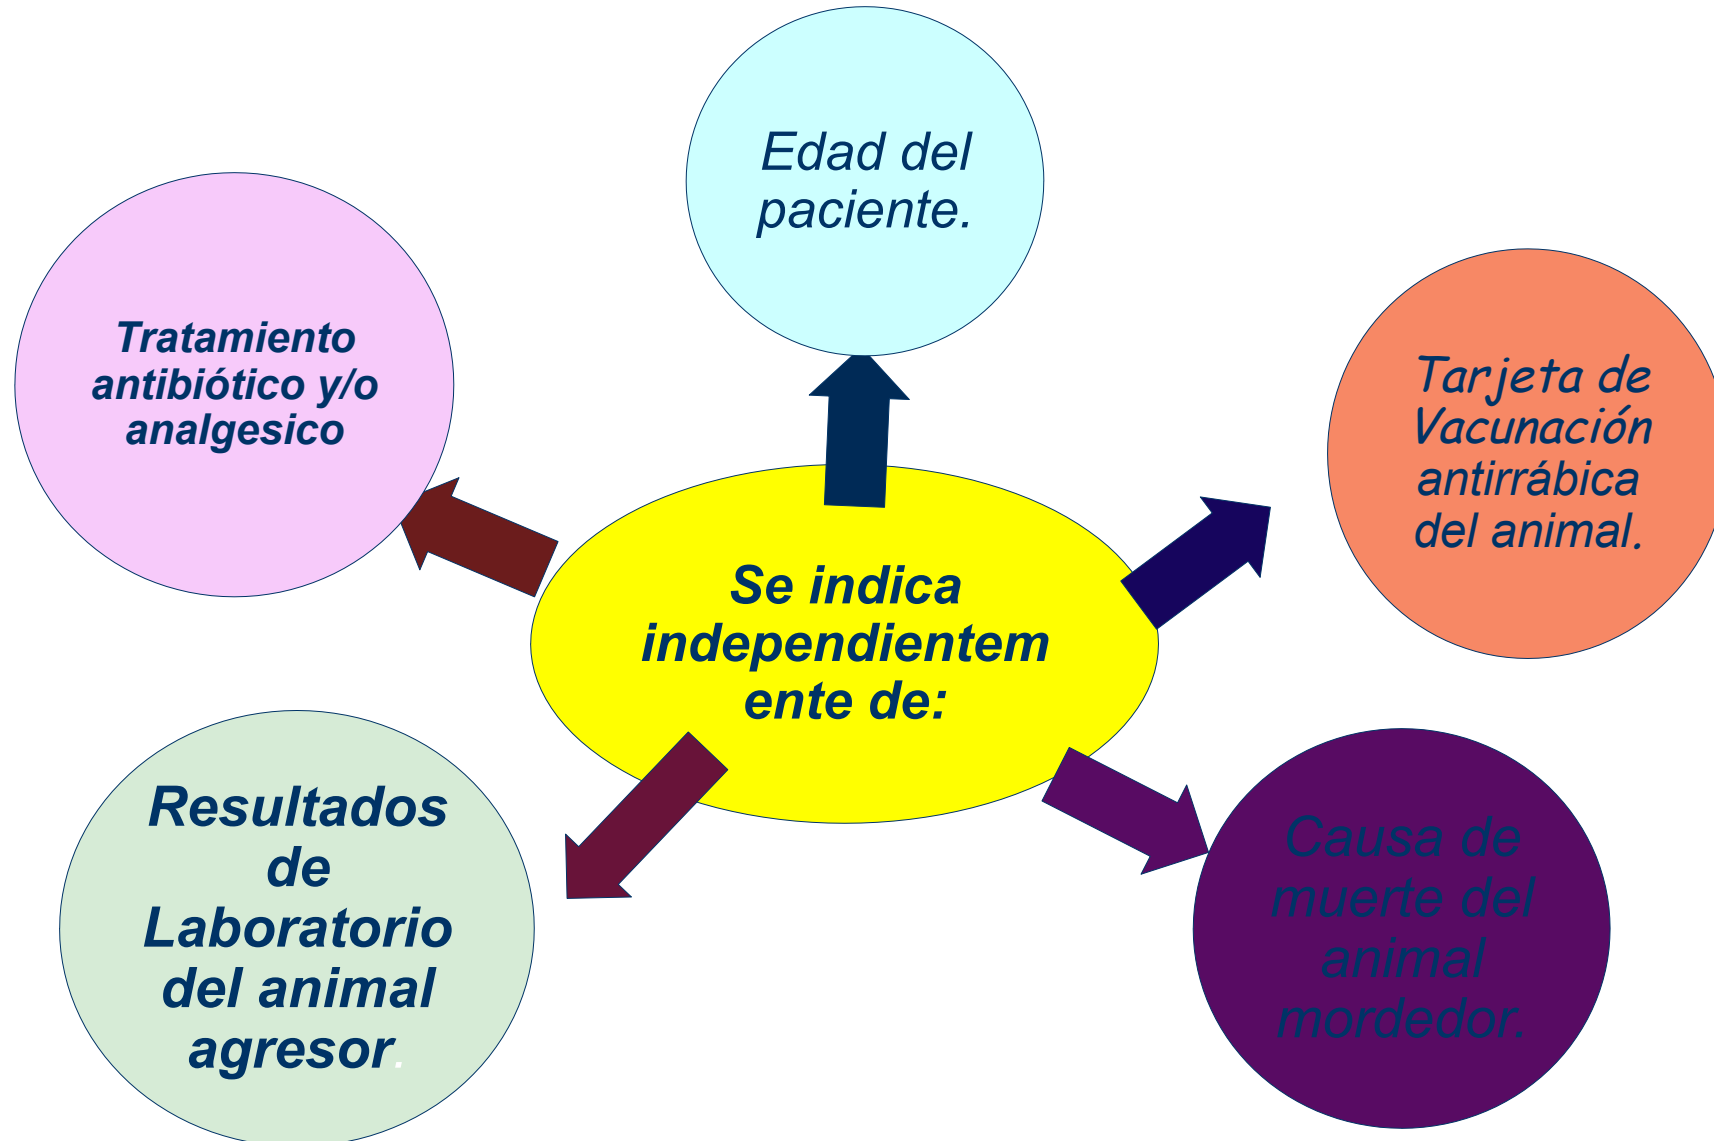 Edad del
paciente.
Tratamiento
antibiótico y/o
analgesico
Tarjeta de
Vacunación
antirrábica
del animal.
Se indica
independientem
ente de:
Resultados
de
Laboratorio
del animal
agresor.
Causa de
muerte del
animal
mordedor.